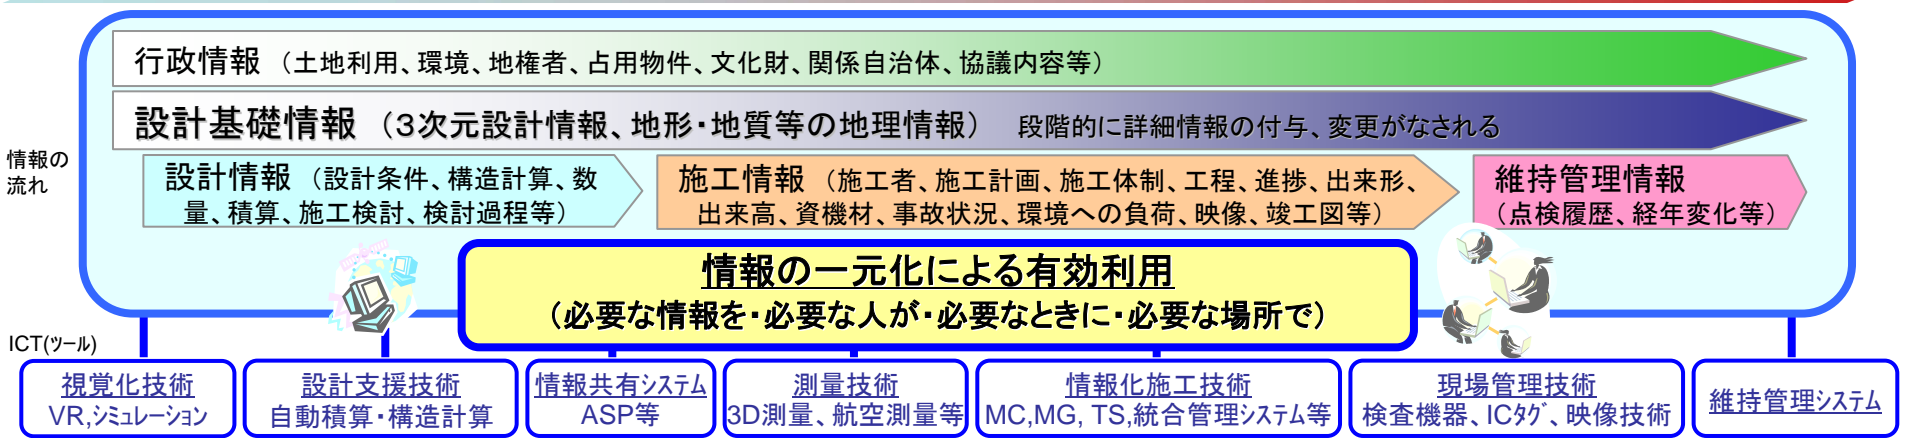 行政情報 (土地利用、環境、地権者、占用物件、文化財、関係自治体、協議内容等)
設計基礎情報 (3次元設計情報、地形・地質等の地理情報) 段階的に詳細情報の付与、変更がなされる
情報の
流れ
設計情報 (設計条件、構造計算、数
量、積算、施工検討、検討過程等)
施工情報 (施工者、施工計画、施工体制、工程、進捗、出来形、
出来高、資機材、事故状況、環境への負荷、映像、竣工図等)
維持管理情報
(点検履歴、経年変化等)
情報の一元化による有効利用
(必要な情報を・必要な人が・必要なときに・必要な場所で)
ICT(ツール)
視覚化技術
VR,シミュレーション
設計支援技術
自動積算・構造計算
情報共有システム
ASP等
測量技術
3D測量、航空測量等
情報化施工技術
MC,MG, TS,統合管理システム等
現場管理技術
検査機器、ICタグ、映像技術
維持管理システム